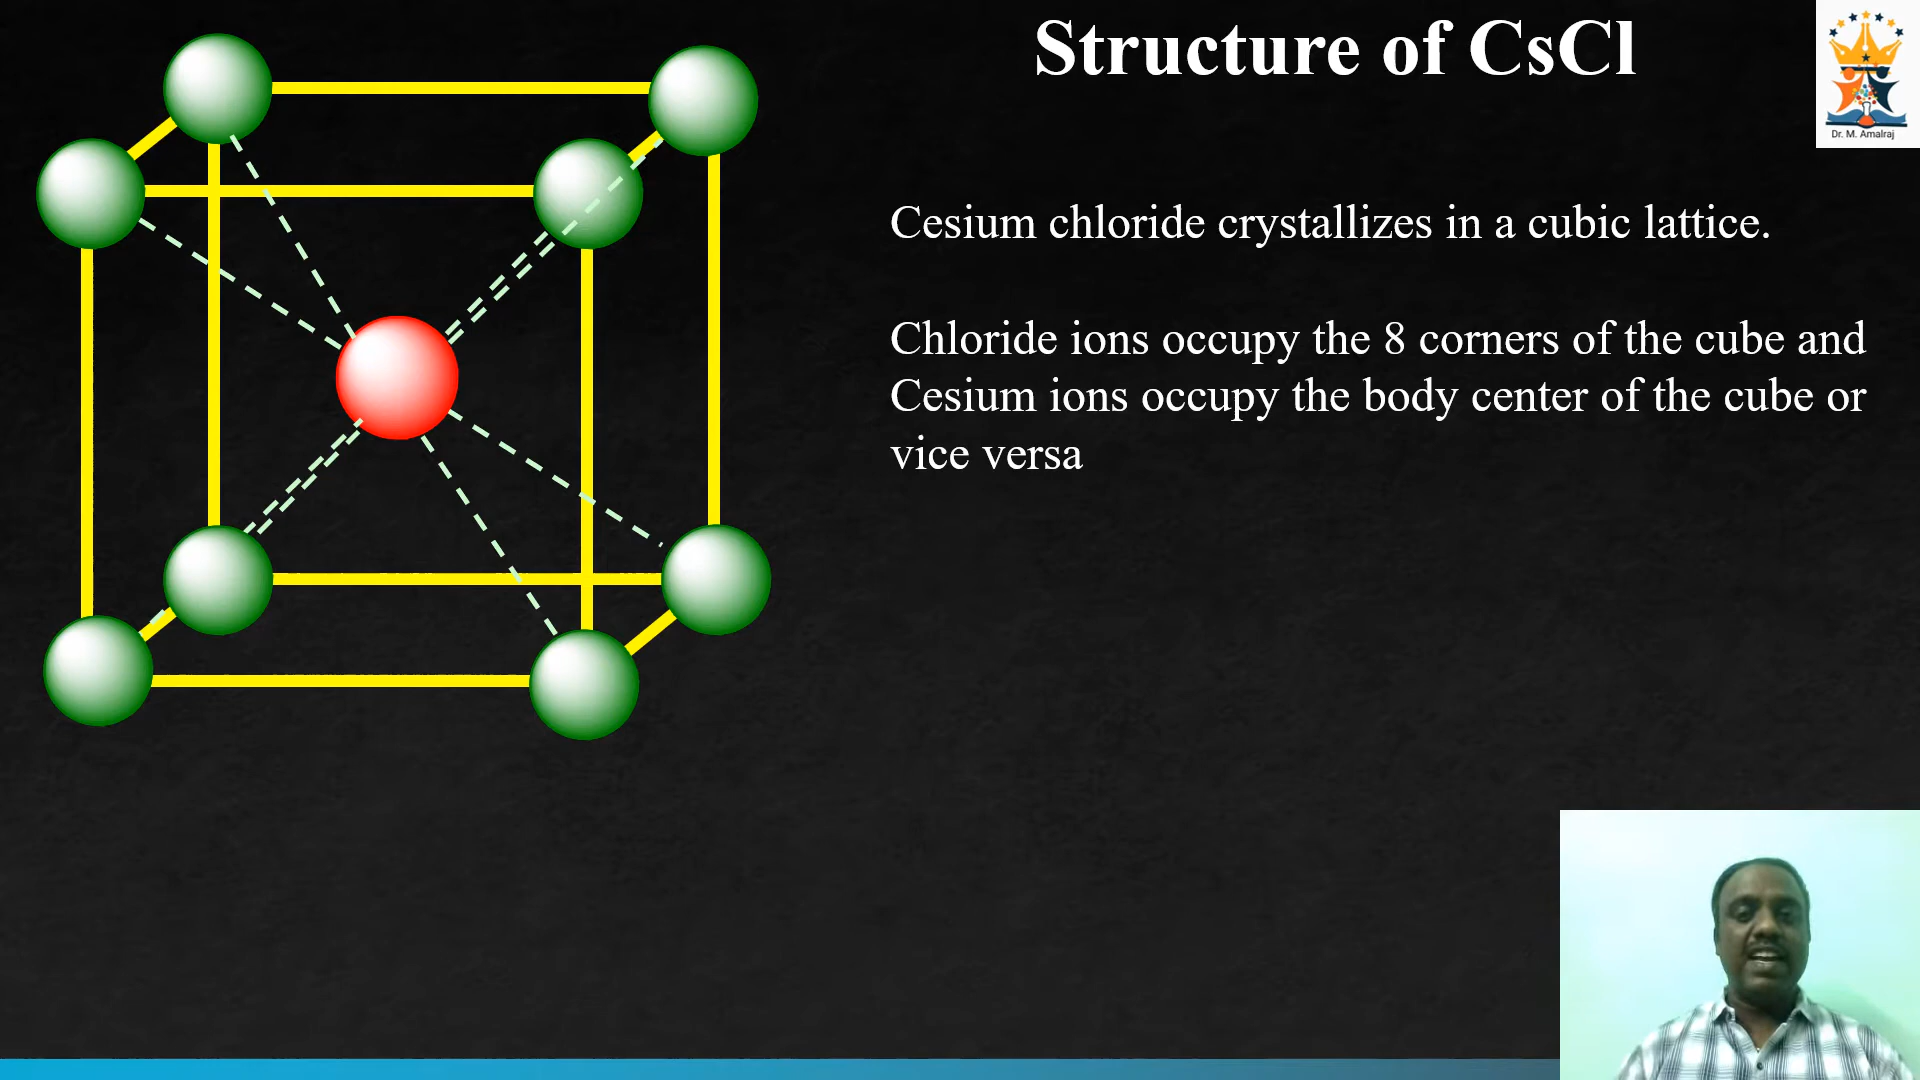 Structure of CsCl
Dr. M. Amalraj
Cesium chloride crystallizes in a cubic lattice.
Chloride ions occupy the 8 corners of the cube and
Cesium ions occupy the body center of the cube or
vice versa